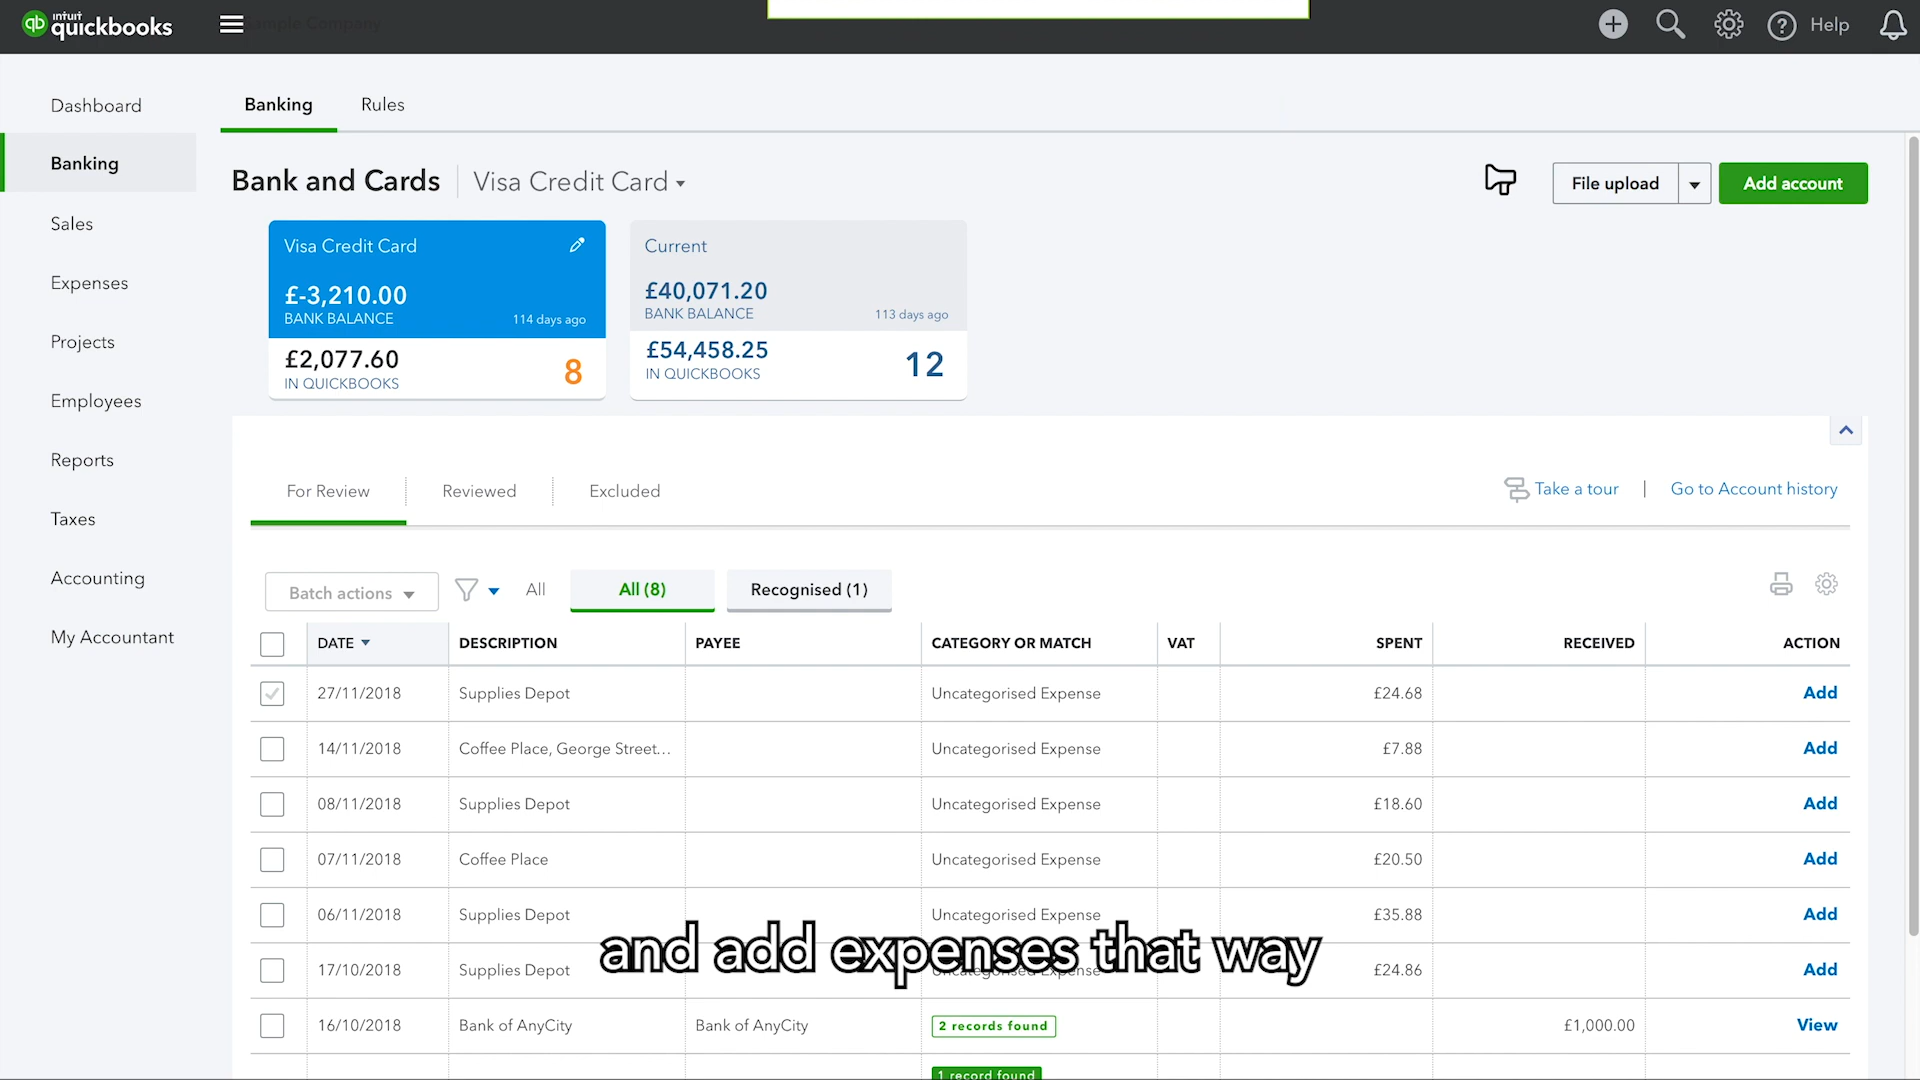 intuit
quickbooks
Sample Company
Help
Dashboard
Banking
Sales
Expenses
Projects
Employees
Reports
Taxes
Accounting
My Accountant
Banking Rules
Bank and Cards Visa Credit Card
File upload Add account
Visa Credit Card
£-3,210.00
BANK BALANCE 114 days ago
£2,077.60
IN QUICKBOOKS
8
Current
£40,071.20
BANK BALANCE 113 days ago
£54,458.25
IN QUICKBOOKS
12
For Review Reviewed Excluded
Take a tour | Go to Account history
Batch actions All All (8) Recognised (1)
DATE DESCRIPTION PAYEE CATEGORY OR MATCH VAT SPENT RECEIVED ACTION
27/11/2018 Supplies Depot Uncategorised Expense £24.68 Add
14/11/2018 Coffee Place, George Street... Uncategorised Expense £7.88 Add
08/11/2018 Supplies Depot Uncategorised Expense £18.60 Add
07/11/2018 Coffee Place Uncategorised Expense £20.50 Add
06/11/2018 Supplies Depot Uncategorised Expense £35.88 Add
and add expenses that way
17/10/2018 Supplies Depot Uncategorised Expense £24.86 Add
16/10/2018 Bank of AnyCity Bank of AnyCity 2 records found £1,000.00 View
1 record found